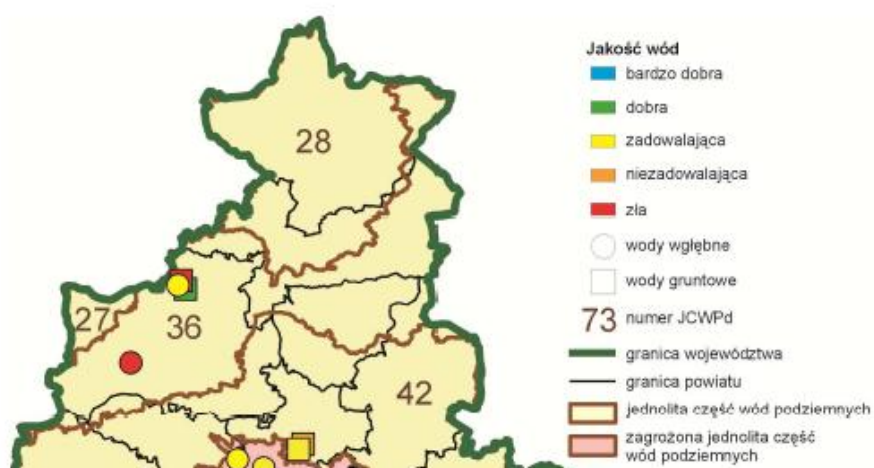 28
27
36
42
Jakość wód
bardzo dobra
dobra
zadowalająca
niezadowalająca
zła
wody wgłębne
wody gruntowe
73 numer JCWPd
granica województwa
granica powiatu
jednolita część wód podziemnych
zagrożona jednolita część
wód podziemnych